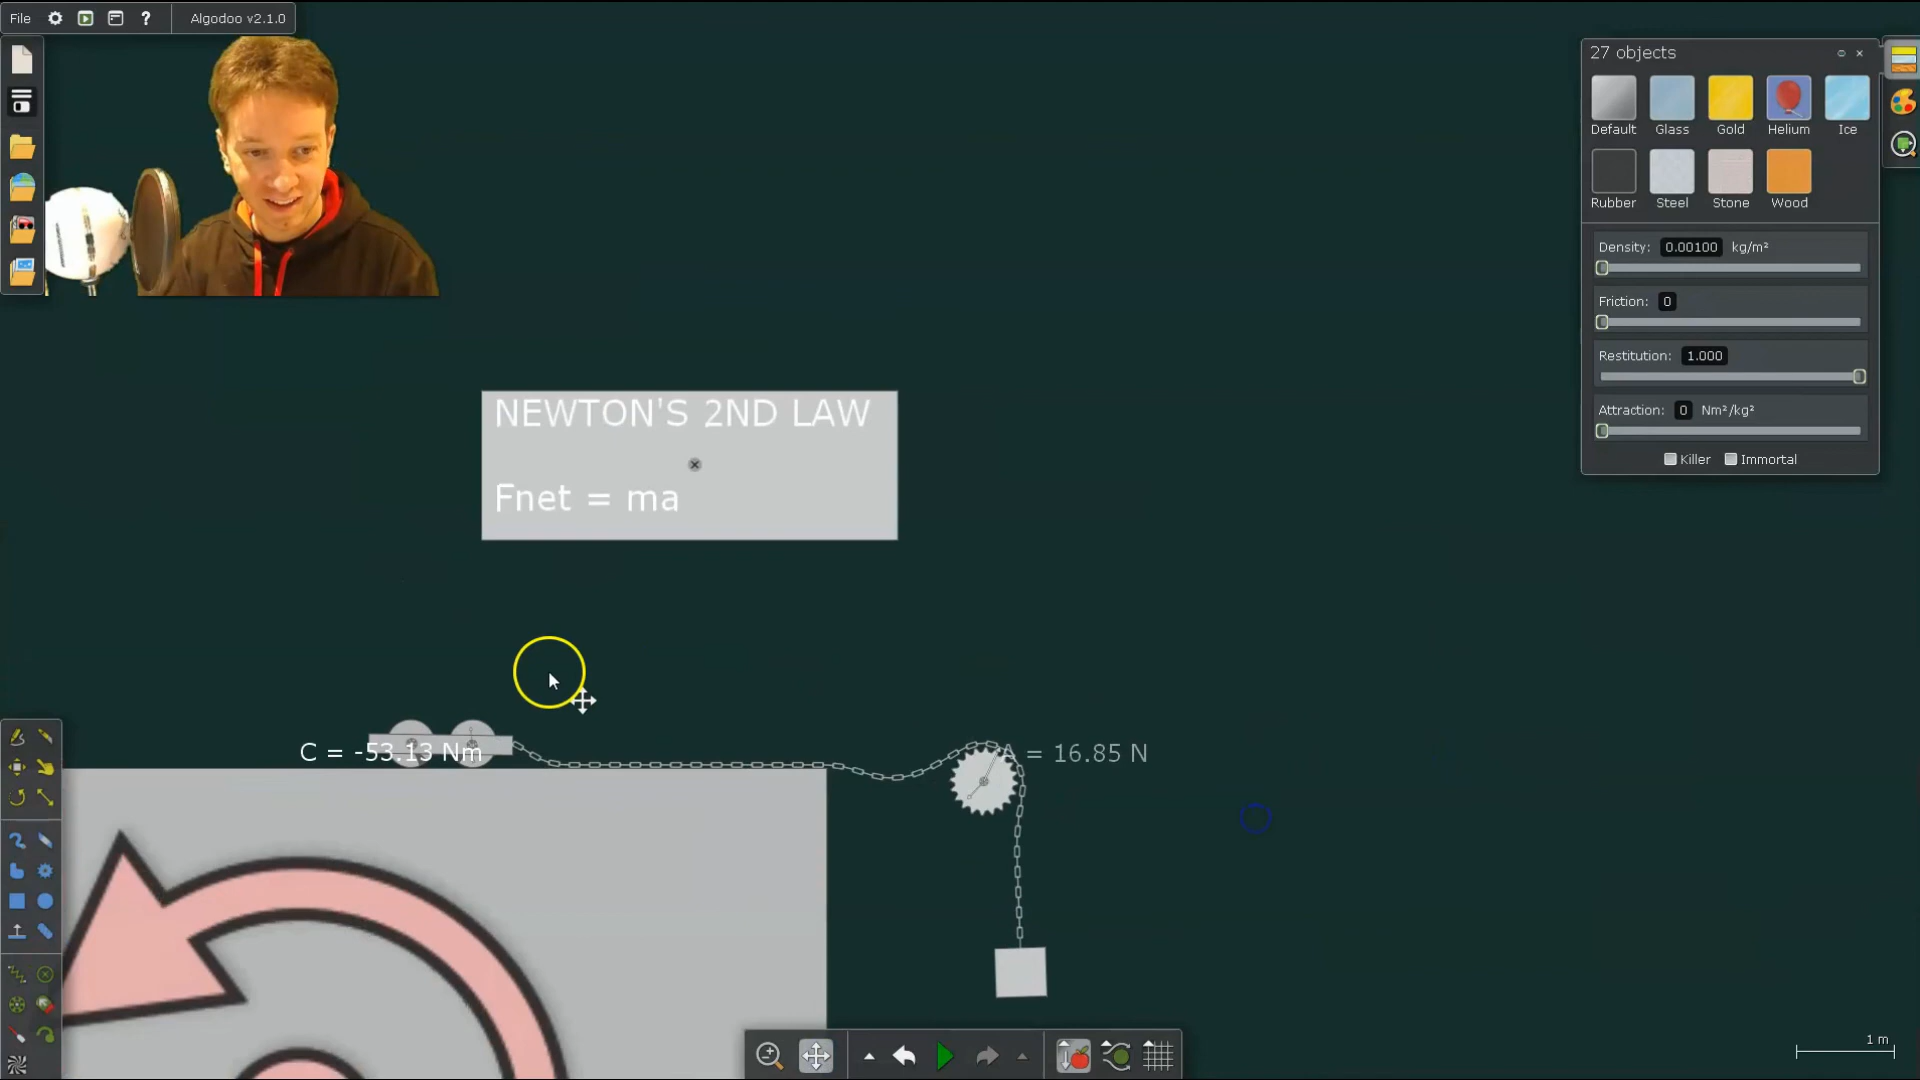 File
Algodoo v2.1.0
27 objects
Default
Glass
Gold
Helium
Ice
Rubber
Steel
Stone
Wood
Density: 0.00100 kg/m²
Friction: 0
Restitution: 1.000
Attraction: 0 Nm²/kg²
Killer
Immortal
NEWTON'S 2ND LAW
Fnet = ma
C = -53.13 Nm
A = 16.85 N
1 m